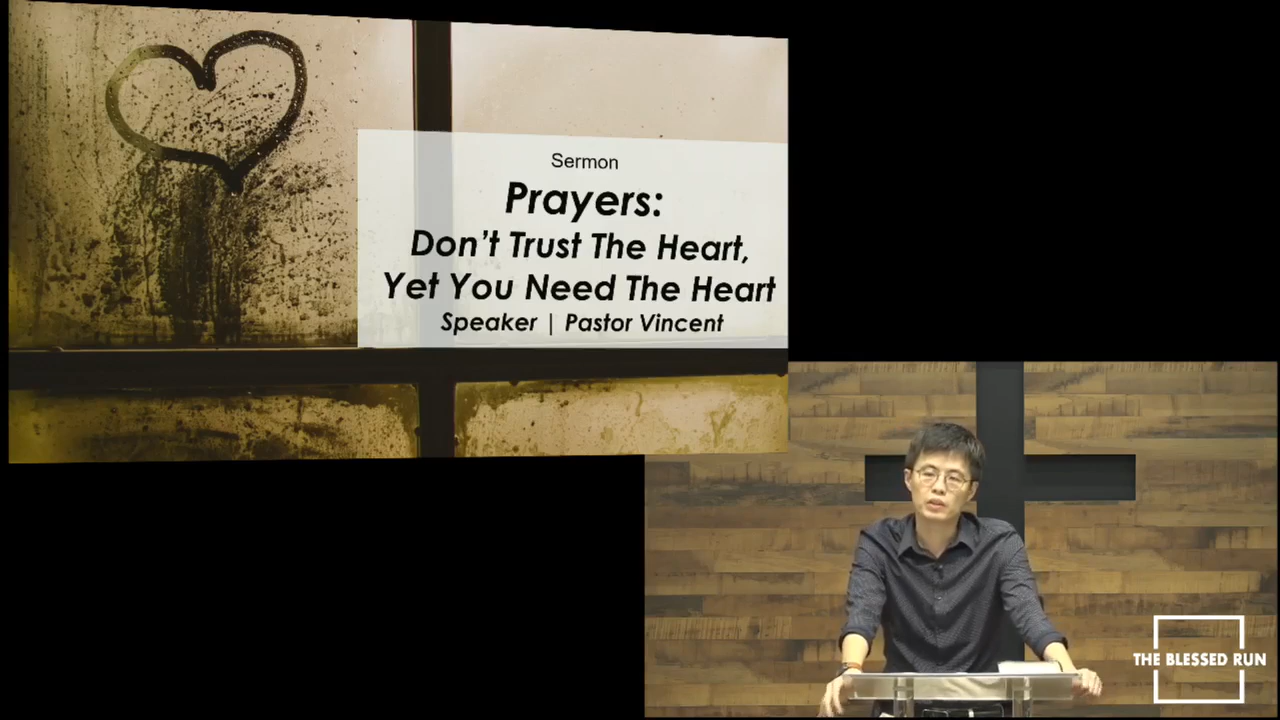 Sermon
Prayers:
Don't Trust The Heart,
Yet You Need The Heart
Speaker | Pastor Vincent
THE BLESSED RUN